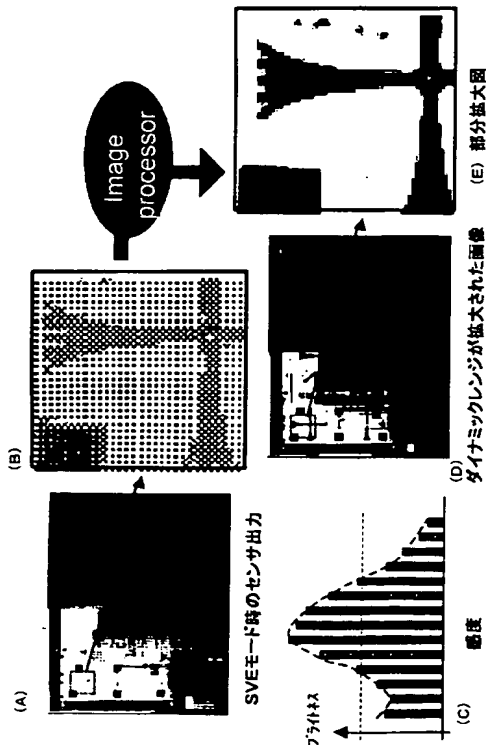 (A)
SVEモード時のセンサ出力
(B)
Image
processor
(C)
ブライトネス
感度
(D)
ダイナミックレンジが拡大された画像
(E) 部分拡大図